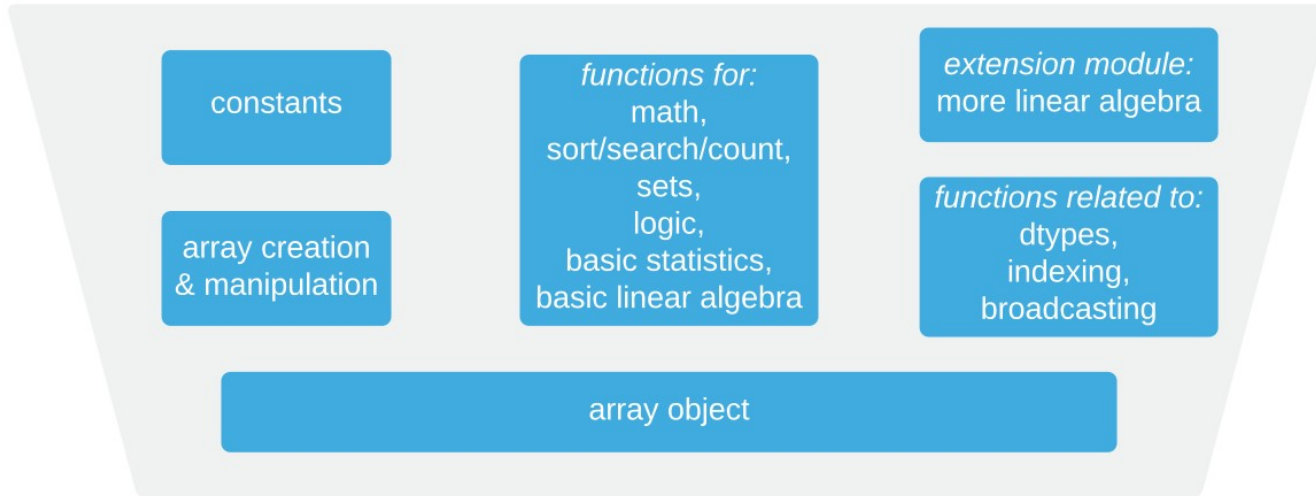 constants
array creation
& manipulation
functions for:
math,
sort/search/count,
sets,
logic,
basic statistics,
basic linear algebra
extension module:
more linear algebra
functions related to:
dtypes,
indexing,
broadcasting
array object